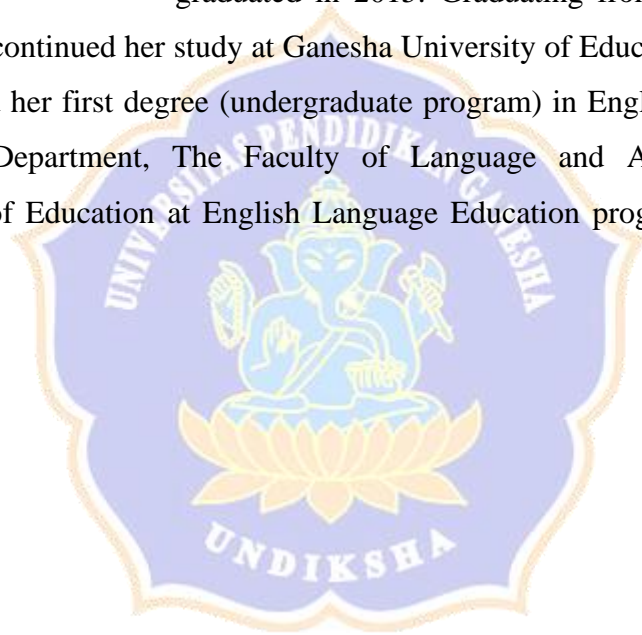 graduated in Graduating fro
continued her study at Ganesha University of Educ
her first degree (undergraduate program) in Engl
Department, The Faculty of Language and A
of Education at English Language Education prog
UNIVERSITAS PENDIDIKAN GANESHA
UNDIKSHA